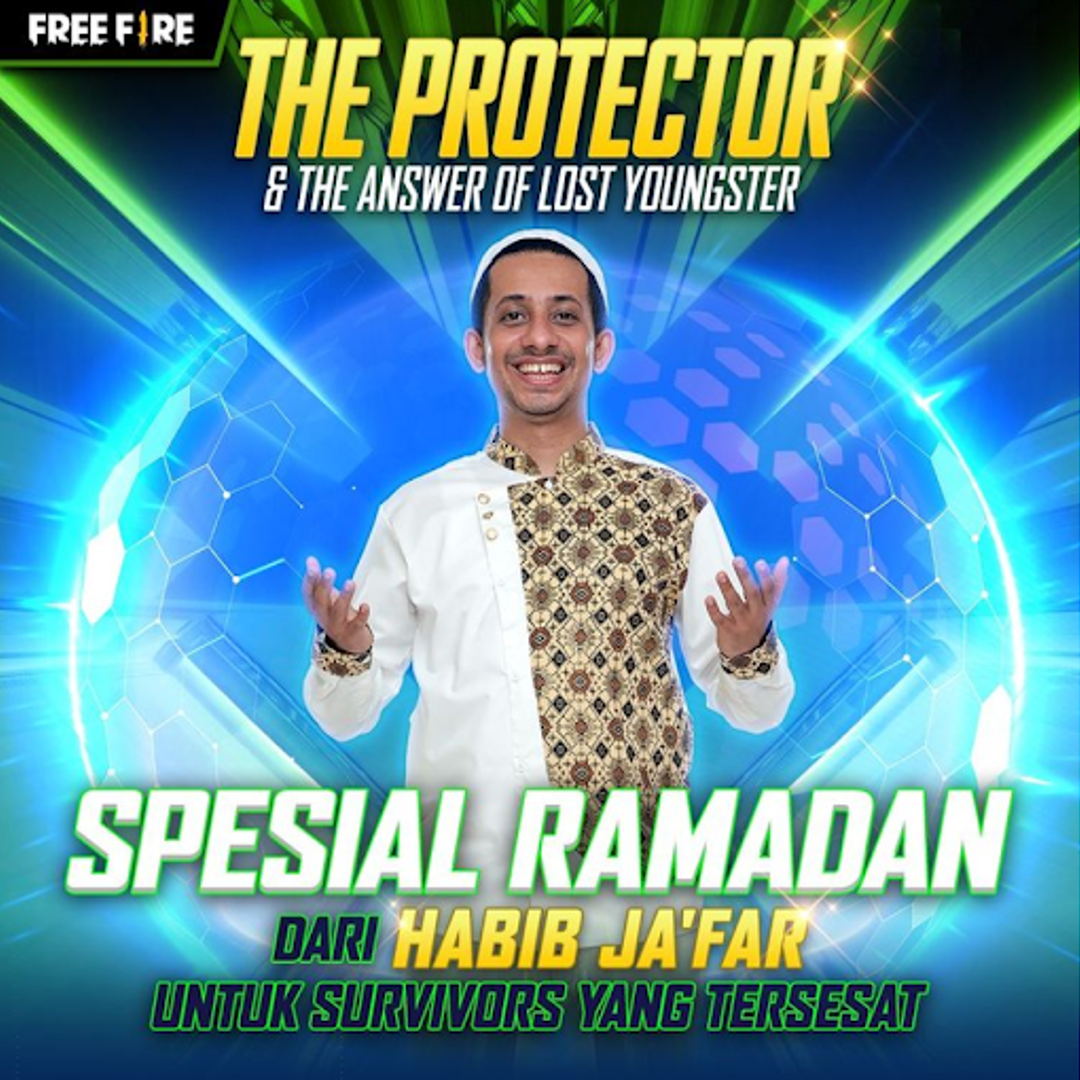 FREE FIRE
THE PROTECTOR
& THE ANSWER OF LOST YOUNGSTER
SPESIAL RAMADAN
DARI HABIB JA'FAR
UNTUK SURVIVORS YANG TERSESAT